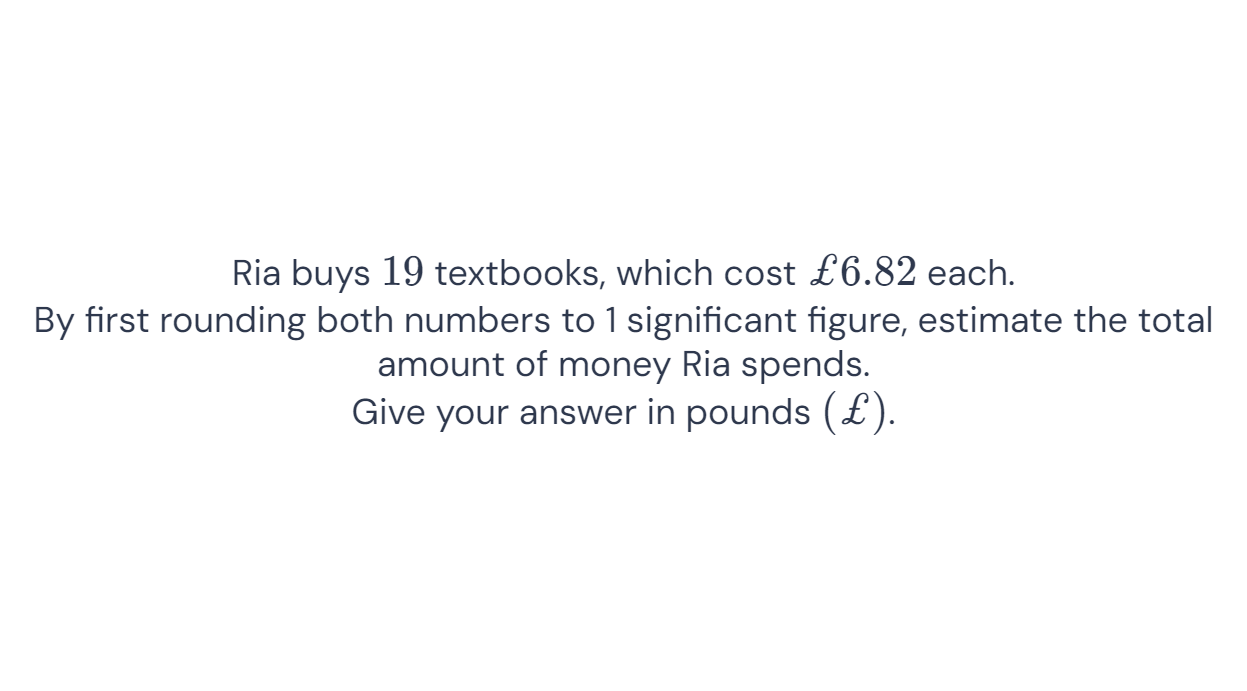 Ria buys 19 textbooks, which cost £6.82 each.
By first rounding both numbers to 1 significant figure, estimate the total
amount of money Ria spends.
Give your answer in pounds (£).